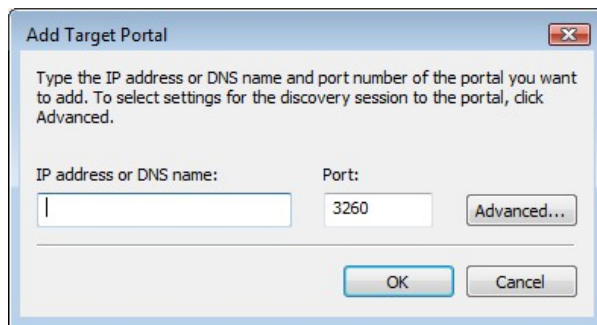 Add Target Portal
Type the IP address or DNS name and port number of the portal you want
to add. To select settings for the discovery session to the portal, click
Advanced.
IP address or DNS name:
Port:
3260
Advanced...
OK
Cancel